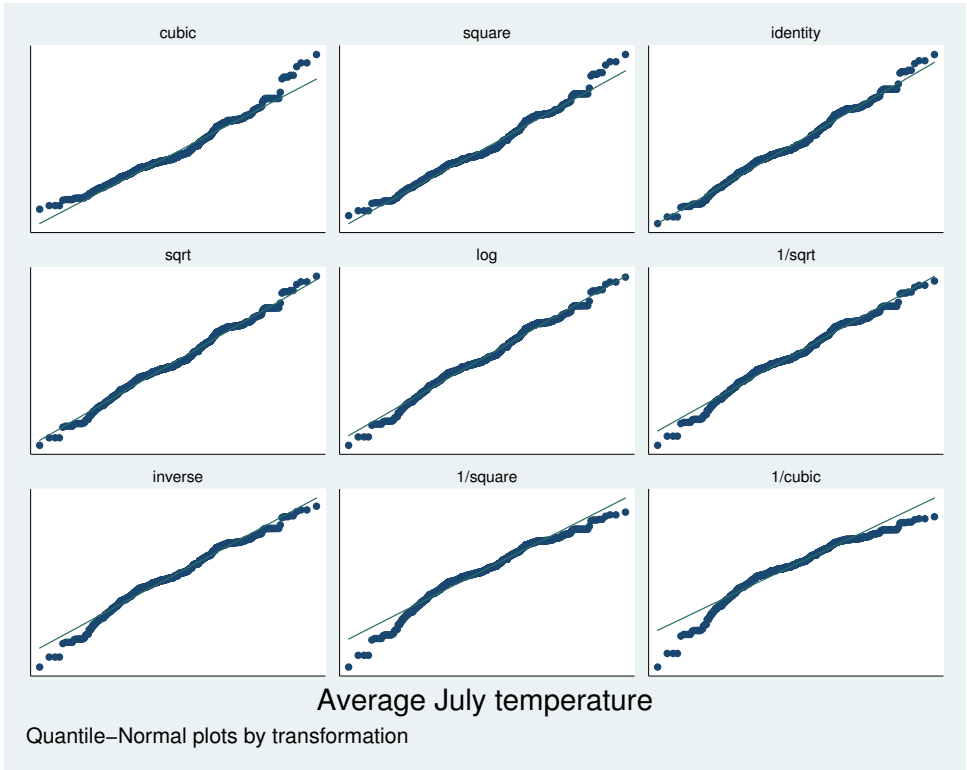 cubic
square
identity
sqrt
log
1/sqrt
inverse
1/square
1/cubic
Average July temperature
Quantile−Normal plots by transformation